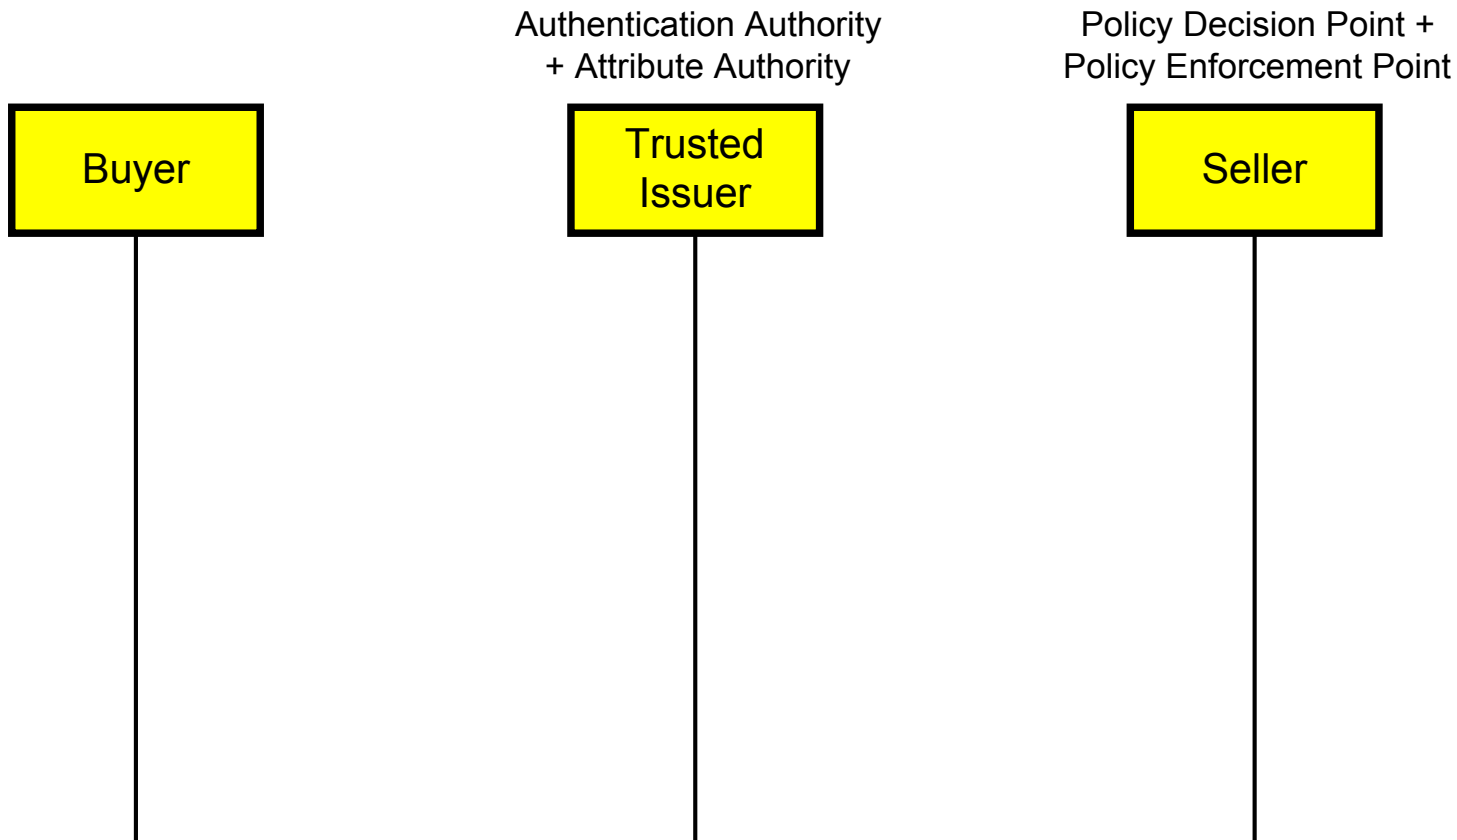 Authentication Authority
+ Attribute Authority
Policy Decision Point +
Policy Enforcement Point
Buyer
Trusted
Issuer
Seller